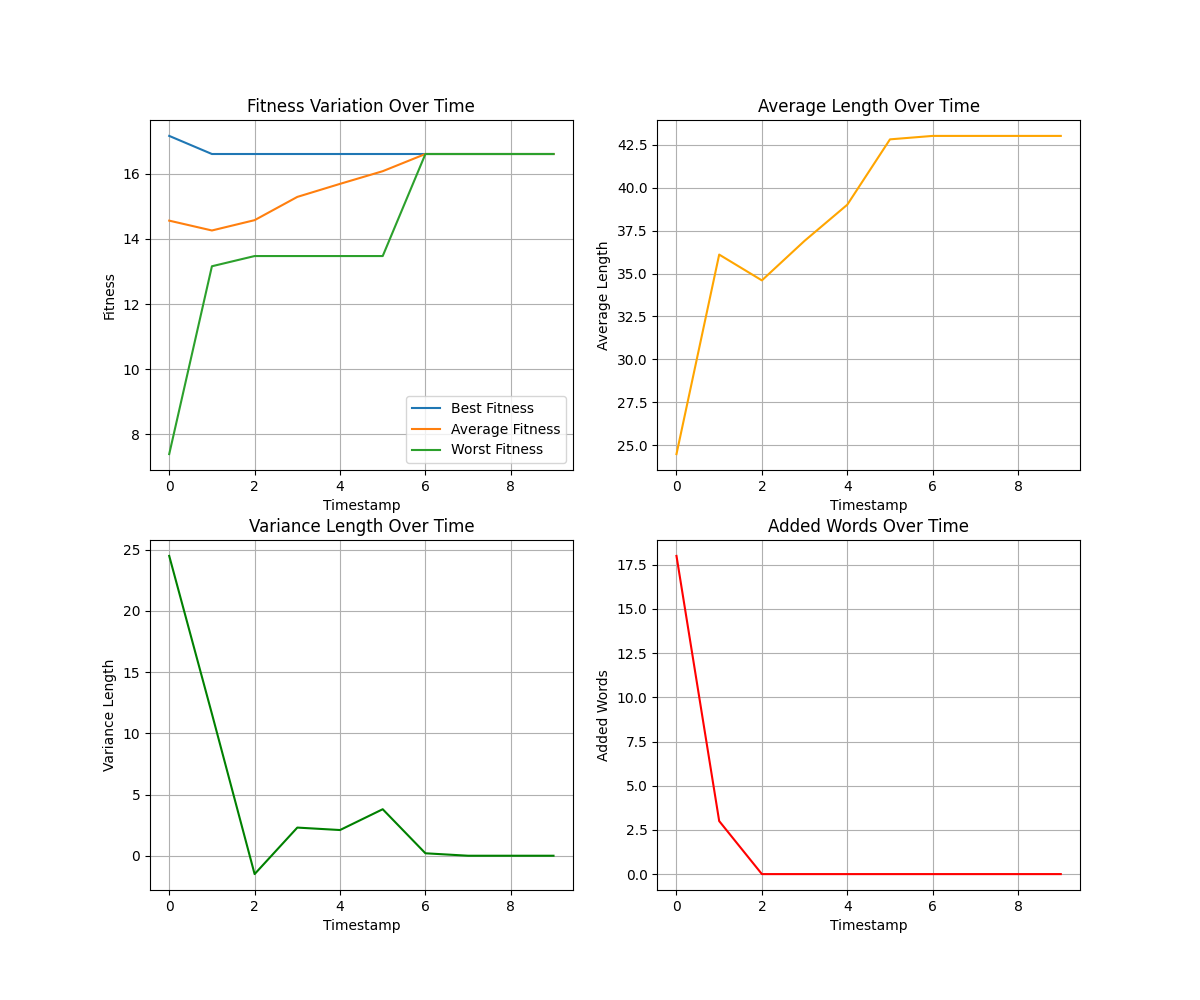 Fitness Variation Over Time
Fitness
16
14
12
10
8
0 2 4 6 8
Timestamp
Best Fitness
Average Fitness
Worst Fitness
Average Length Over Time
Average Length
42.5
40.0
37.5
35.0
32.5
30.0
27.5
25.0
0 2 4 6 8
Timestamp
Variance Length Over Time
Variance Length
25
20
15
10
5
0
0 2 4 6 8
Timestamp
Added Words Over Time
Added Words
17.5
15.0
12.5
10.0
7.5
5.0
2.5
0.0
0 2 4 6 8
Timestamp